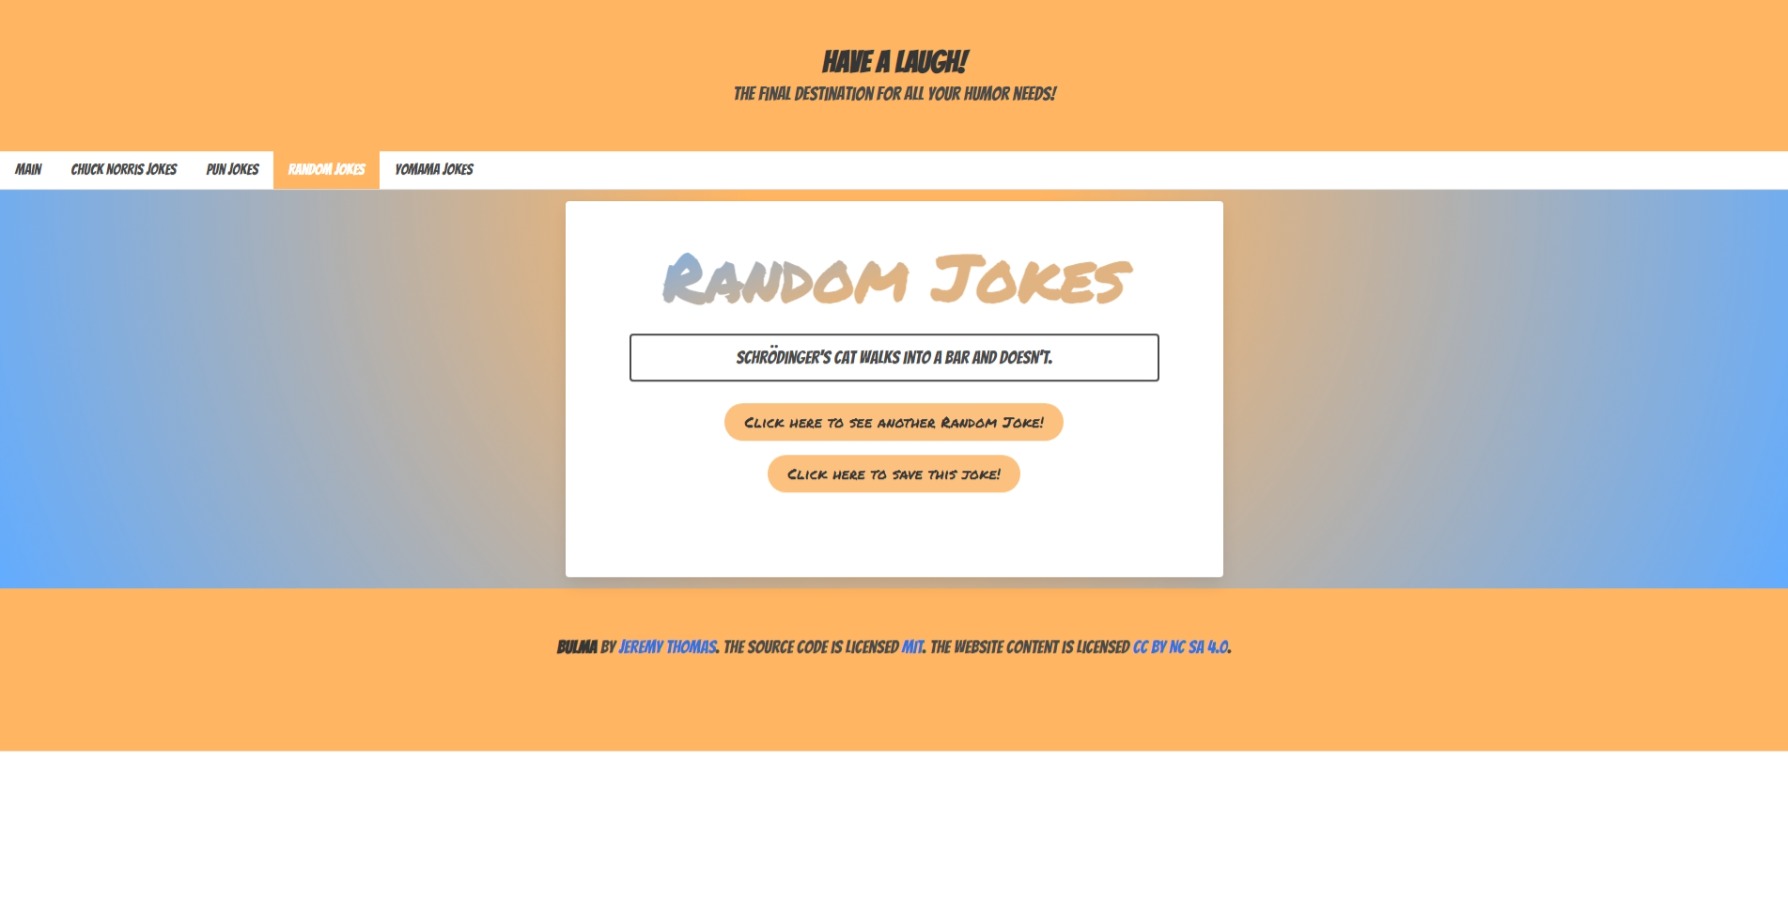 HAVE A LAUGH!
THE FINAL DESTINATION FOR ALL YOUR HUMOR NEEDS!
MAIN CHUCK NORRIS JOKES PUN JOKES RANDOM JOKES YOMAMA JOKES
Random Jokes
SCHRÖDINGER'S CAT WALKS INTO A BAR AND DOESN'T.
Click here to see another Random Joke!
Click here to save this joke!
BULMA BY JEREMY THOMAS. THE SOURCE CODE IS LICENSED MIT. THE WEBSITE CONTENT IS LICENSED CC BY NC SA 4.0.